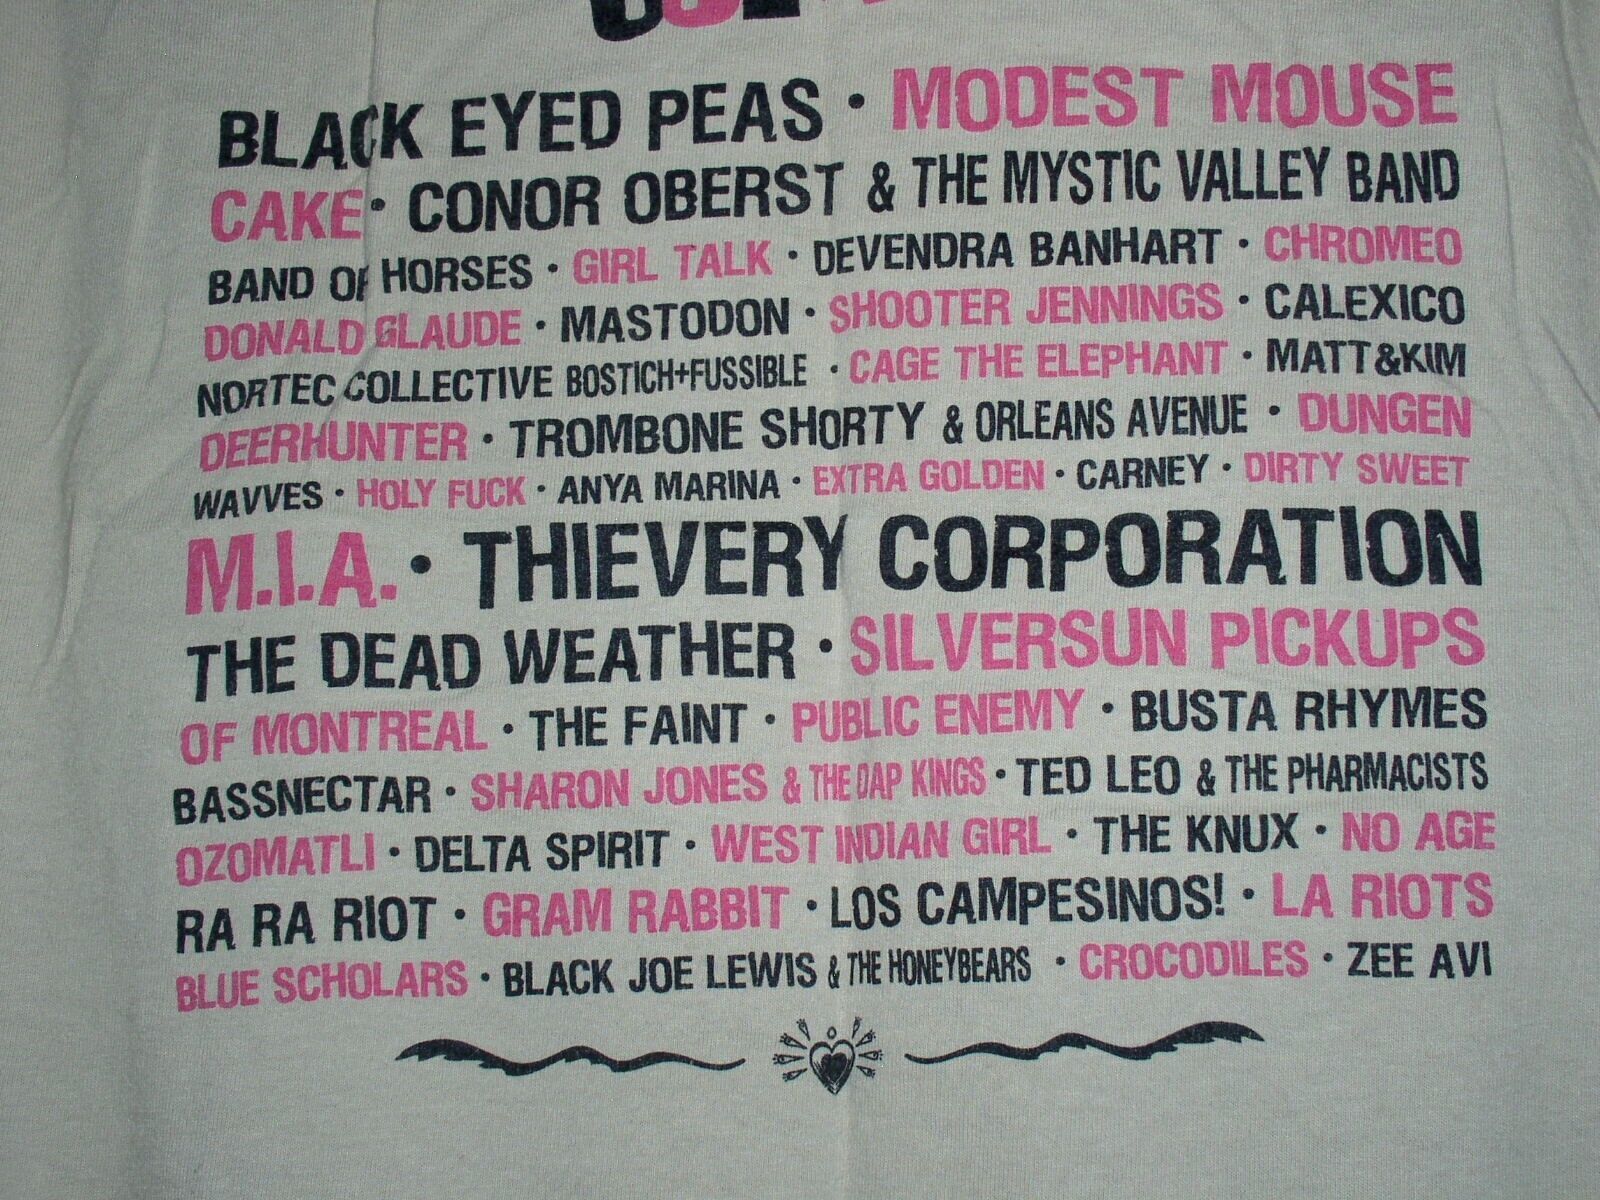 BLACK EYED PEAS · MODEST MOUSE
CAKE · CONOR OBERST & THE MYSTIC VALLEY BAND
BAND OF HORSES · GIRL TALK · DEVENDRA BANHART · CHROMEO
DONALD GLAUDE · MASTODON · SHOOTER JENNINGS · CALEXICO
NORTEC COLLECTIVE BOSTICH+FUSSIBLE · CAGE THE ELEPHANT · MATT&KIM
DEERHUNTER · TROMBONE SHORTY & ORLEANS AVENUE · DUNGEN
WAVVES · HOLY FUCK · ANYA MARINA · EXTRA GOLDEN · CARNEY · DIRTY SWEET
M.I.A. · THIEVERY CORPORATION
THE DEAD WEATHER · SILVERSUN PICKUPS
OF MONTREAL · THE FAINT · PUBLIC ENEMY · BUSTA RHYMES
BASSNECTAR · SHARON JONES & THE DAP KINGS · TED LEO & THE PHARMACISTS
OZOMATLI · DELTA SPIRIT · WEST INDIAN GIRL · THE KNUX · NO AGE
RA RA RIOT · GRAM RABBIT · LOS CAMPESINOS! · LA RIOTS
BLUE SCHOLARS · BLACK JOE LEWIS & THE HONEYBEARS · CROCODILES · ZEE AVI